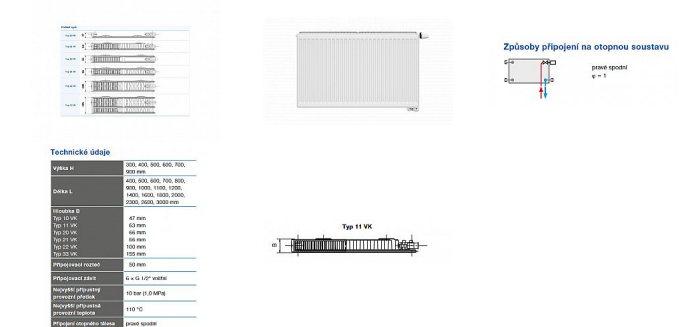 Způsoby připojení na otopnou soustavu
pravé spodní
φ = 1
Technické údaje
Výška H
300, 400, 500, 600, 700,
900 mm
Délka L
400, 500, 600, 700, 800,
900, 1000, 1100, 1200,
1400, 1600, 1800, 2000,
2300, 2600, 3000 mm
Hloubka B
Typ 10 VK 47 mm
Typ 11 VK 63 mm
Typ 20 VK 66 mm
Typ 21 VK 66 mm
Typ 22 VK 100 mm
Typ 33 VK 155 mm
Připojovací rozteč 50 mm
Připojovací závit 6 x G 1/2" vnitřní
Nejvyšší přípustný
provozní přetlak
10 bar (1,0 MPa)
Nejvyšší přípustná
provozní teplota
110 °C
Připojení otopného tělesa pravé spodní
Typ 11 VK
B